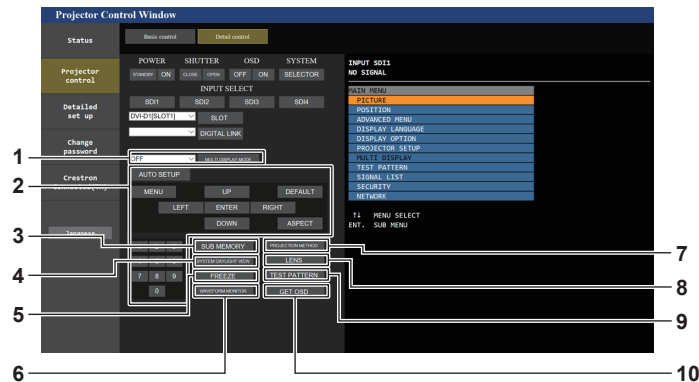 Projector Control Window
Status
Projector
control
Detailed
set up
Change
password
Crestron
Japanese
Basic control
Detail control
POWER SHUTTER OSD SYSTEM
STANDBY ON CLOSE OPEN OFF ON SELECTOR
INPUT SELECT
SDI1 SDI2 SDI3 SDI4
DVI-D1[SLOT1] SLOT
DIGITAL LINK
OFF MULTI DISPLAY MODE
AUTO SETUP
MENU UP DEFAULT
LEFT ENTER RIGHT
DOWN ASPECT
SUB MEMORY PROJECTION METHOD
SYSTEM DAYLIGHT VIEW LENS
7 8 9 FREEZE TEST PATTERN
0 WAVEFORM MONITOR GET OSD
INPUT SDI1
NO SIGNAL
MAIN MENU
PICTURE
POSITION
ADVANCED MENU
DISPLAY LANGUAGE
DISPLAY OPTION
PROJECTOR SETUP
MULTI DISPLAY
TEST PATTERN
SIGNAL LIST
SECURITY
NETWORK
↑↓ MENU SELECT
ENT. SUB MENU
1
2
3
4
5
6
7
8
9
10